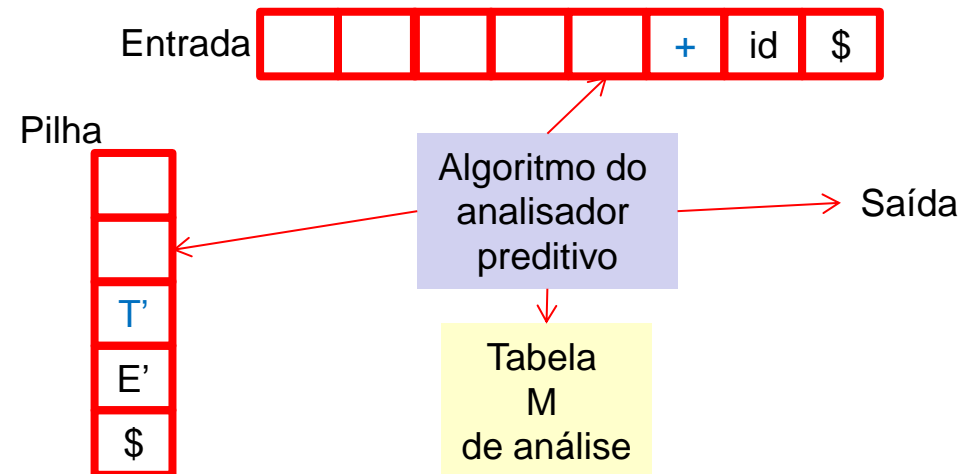 Entrada + id $
Pilha
Algoritmo do
analisador
preditivo
Saída
T’
E’
$
Tabela
M
de análise